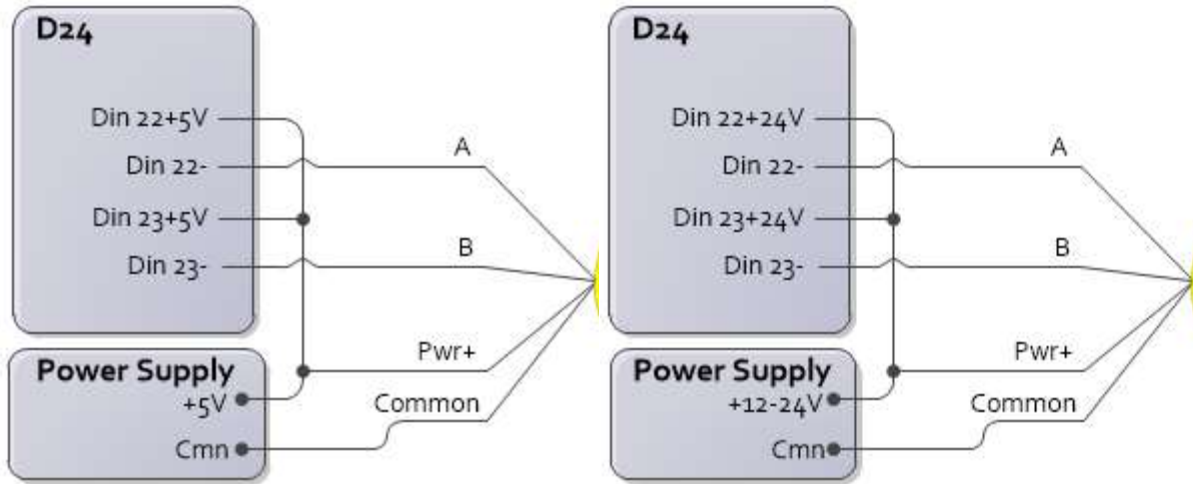 D24
Din 22+5V
Din 22-
Din 23+5V
Din 23-
A
B
Pwr+
Common
Power Supply
+5V
Cmn
D24
Din 22+24V
Din 22-
Din 23+24V
Din 23-
A
B
Pwr+
Common
Power Supply
+12-24V
Cmn